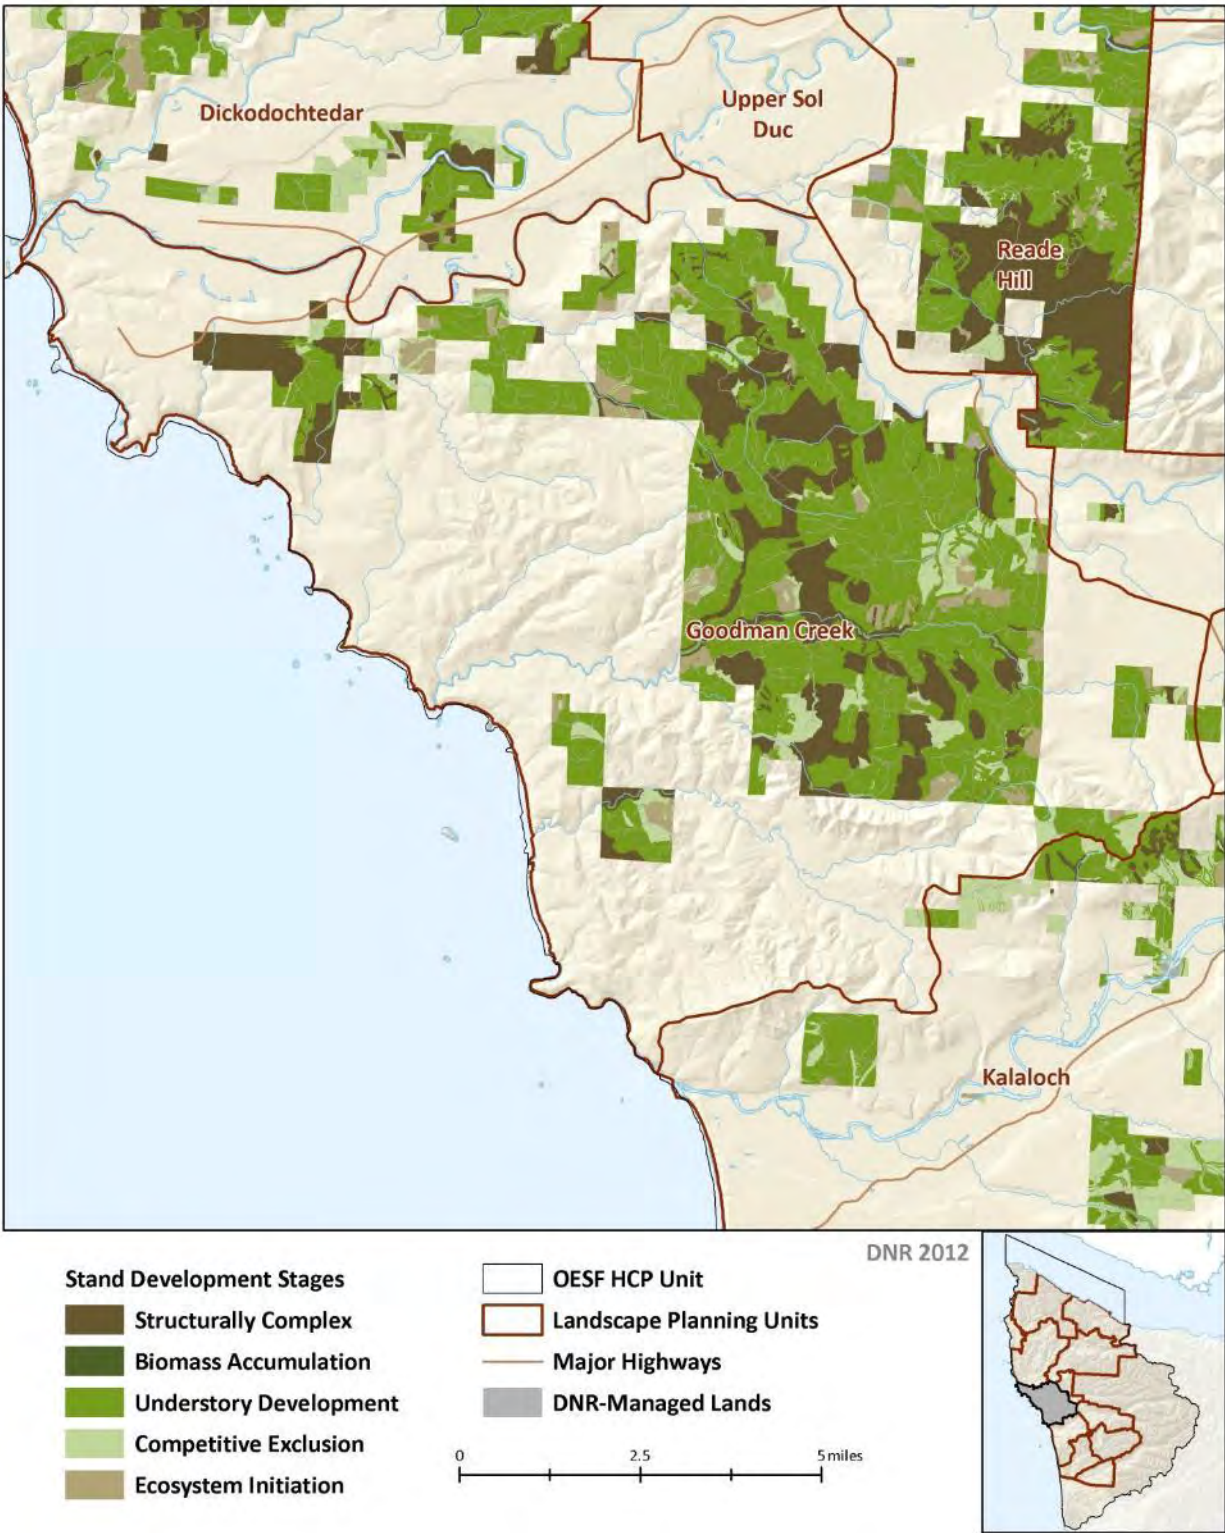 Dickodochtedar
Upper Sol
Duc
Reade
Hill
Goodman Creek
Kalaloch
DNR 2012
Stand Development Stages
Structurally Complex
Biomass Accumulation
Understory Development
Competitive Exclusion
Ecosystem Initiation
OESF HCP Unit
Landscape Planning Units
Major Highways
DNR-Managed Lands
0 2.5 5 miles